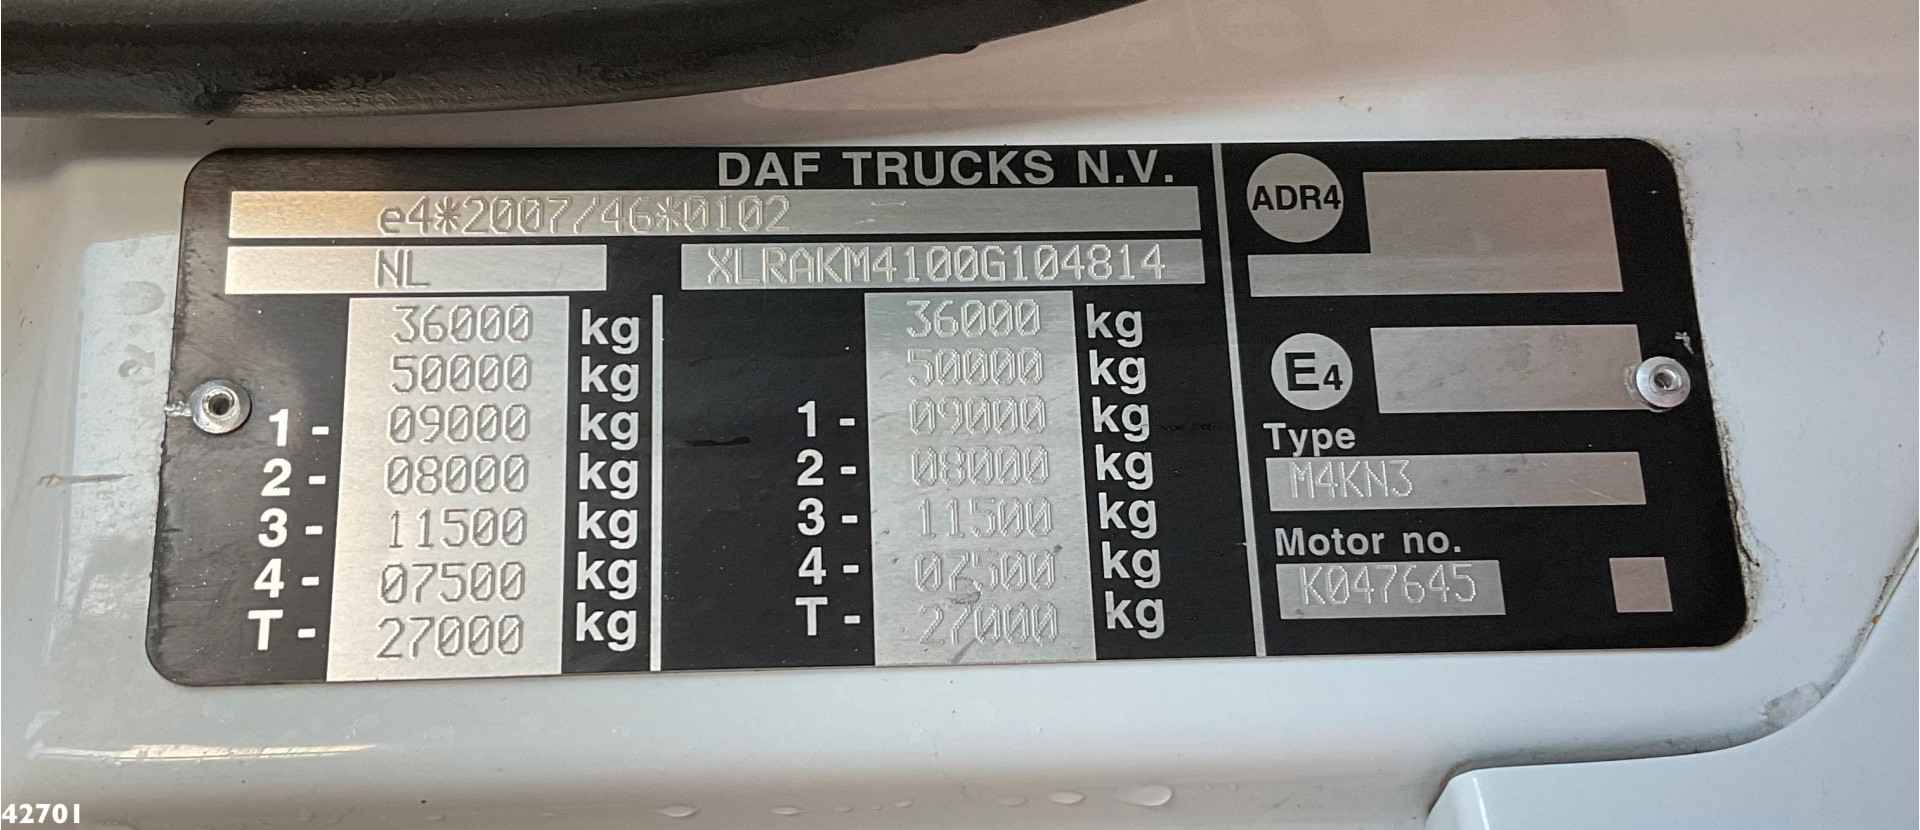 DAF TRUCKS N.V.
e4*2007/46*0102
NL XLRAKM4100G104814
36000 kg 36000 kg
50000 kg 50000 kg
1- 09000 kg 1- 09000 kg
2- 08000 kg 2- 08000 kg
3- 11500 kg 3- 11500 kg
4- 07500 kg 4- 07500 kg
T- 27000 kg T- 27000 kg
ADR4
E4
Type
M4KN3
Motor no.
K047645
42701